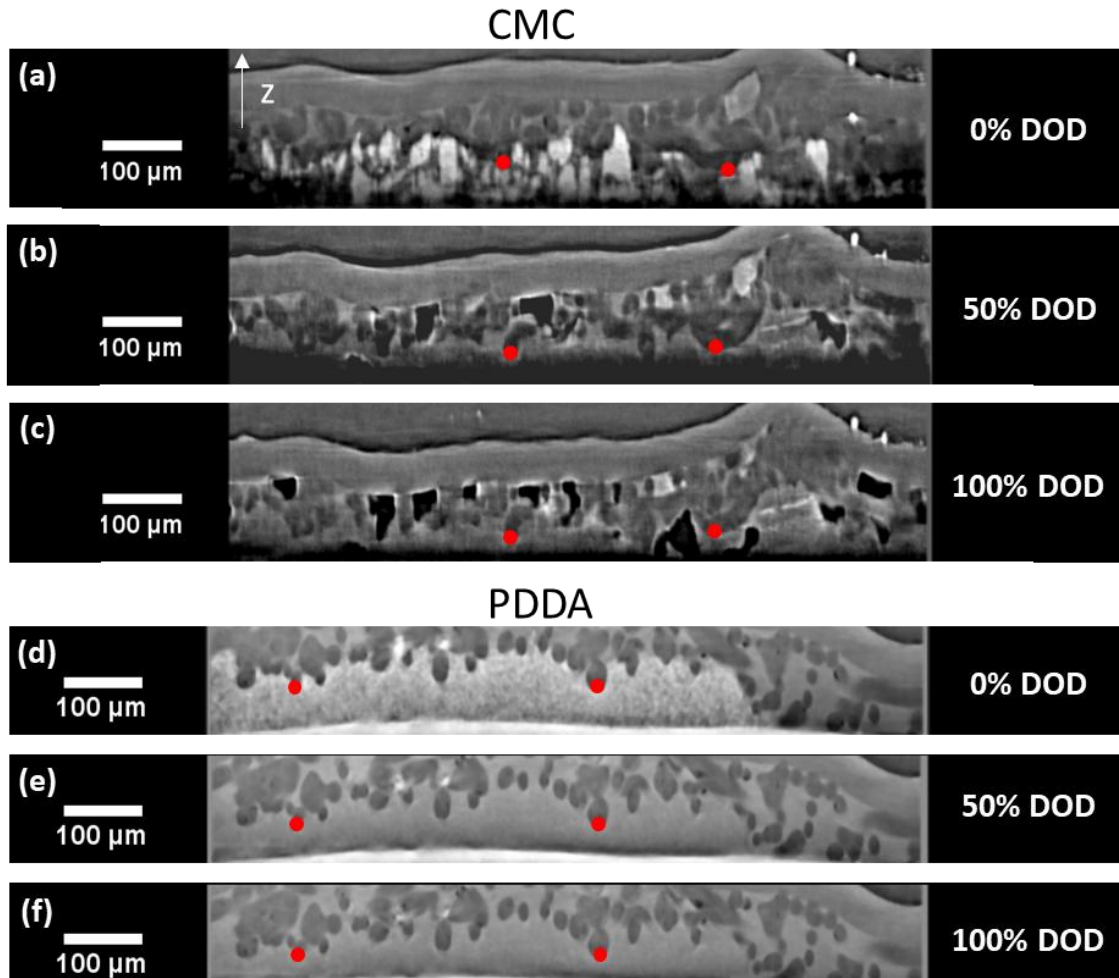 CMC
(a)
Z
100 µm
0% DOD
(b)
100 µm
50% DOD
(c)
100 µm
100% DOD
PDDA
(d)
100 µm
0% DOD
(e)
100 µm
50% DOD
(f)
100 µm
100% DOD